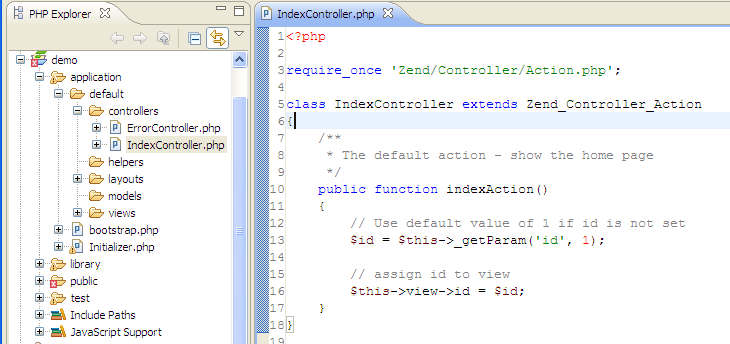 PHP Explorer
demo
application
default
controllers
ErrorController.php
IndexController.php
helpers
layouts
models
views
bootstrap.php
Initializer.php
library
public
test
Include Paths
JavaScript Support
IndexController.php
1 <?php
2
3 require_once 'Zend/Controller/Action.php';
4
5 class IndexController extends Zend_Controller_Action
6 {
7 /**
8 * The default action - show the home page
9 */
10 public function indexAction()
11 {
12 // Use default value of 1 if id is not set
13 $id = $this->_getParam('id', 1);
14
15 // assign id to view
16 $this->view->id = $id;
17 }
18 }
19